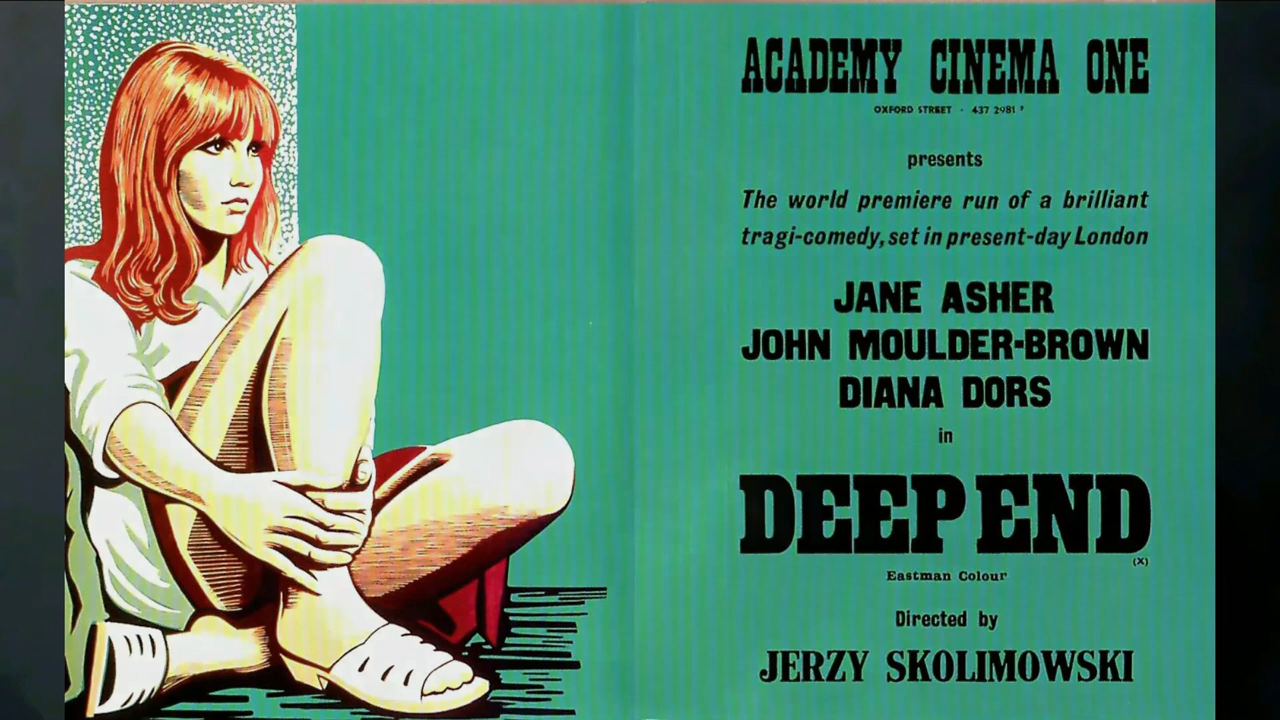 ACADEMY CINEMA ONE
OXFORD STREET · 437 2981
presents
The world premiere run of a brilliant
tragi-comedy, set in present-day London
JANE ASHER
JOHN MOULDER-BROWN
DIANA DORS
in
DEEP END
(X)
Eastman Colour
Directed by
JERZY SKOLIMOWSKI